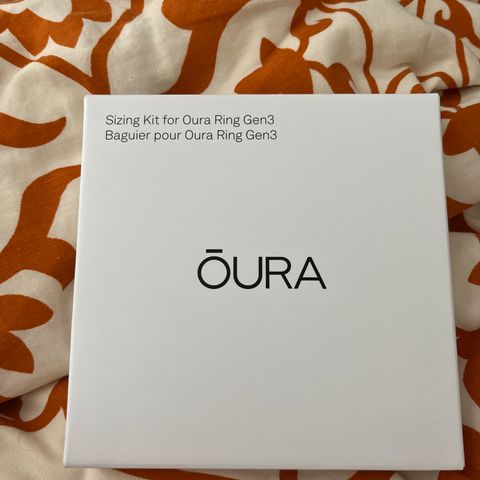 Sizing Kit for Oura Ring Gen3
Baguier pour Oura Ring Gen3
ŌURA